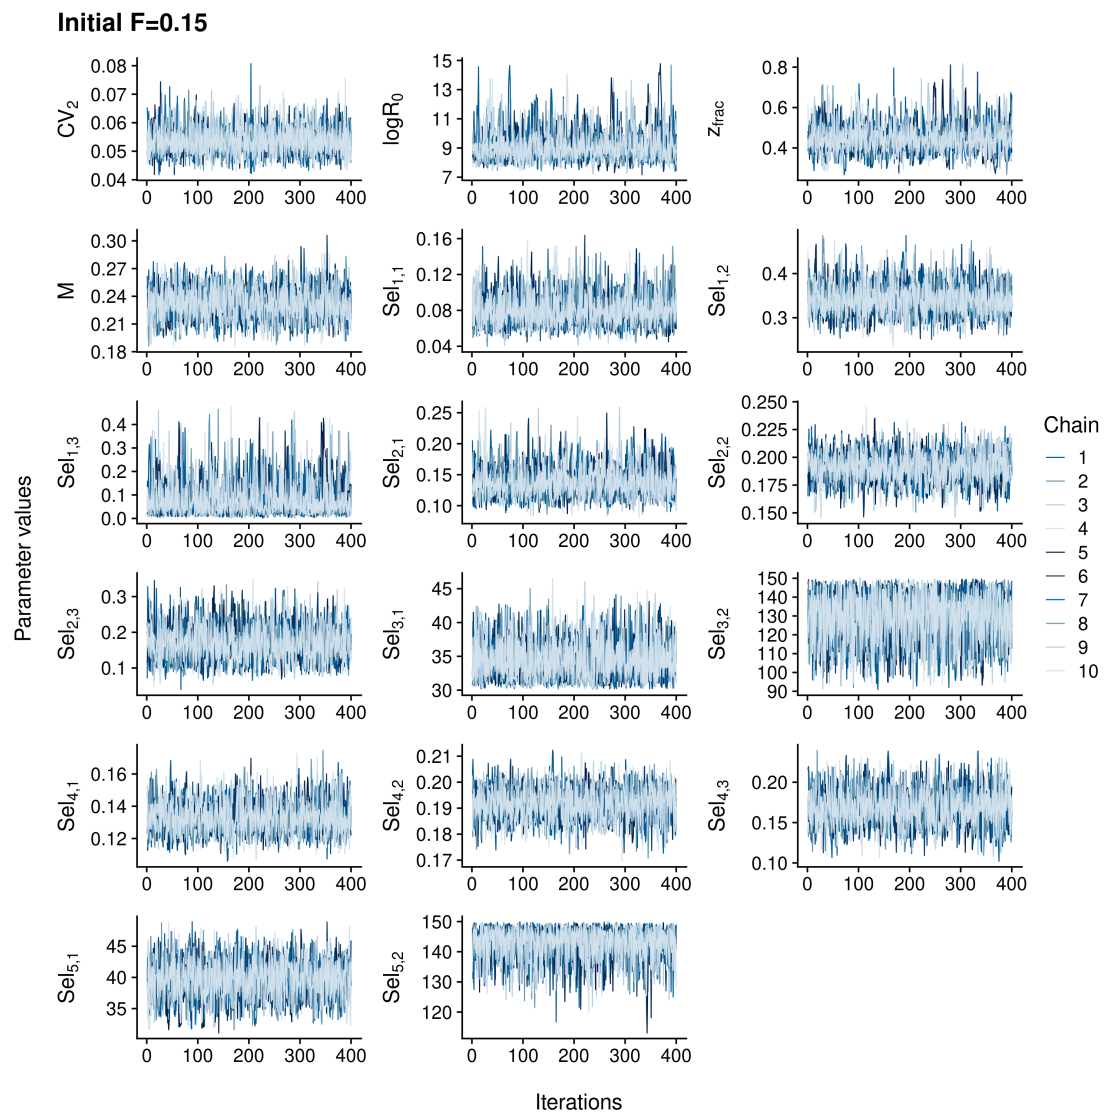 Initial F=0.15
CV2
0.08
0.07
0.06
0.05
0.04
0 100 200 300 400
logR0
15
13
11
9
7
0 100 200 300 400
zfrac
0.8
0.6
0.4
0 100 200 300 400
M
0.30
0.27
0.24
0.21
0.18
0 100 200 300 400
Sel1,1
0.16
0.12
0.08
0.04
0 100 200 300 400
Sel1,2
0.4
0.3
0 100 200 300 400
Sel1,3
0.4
0.3
0.2
0.1
0.0
0 100 200 300 400
Sel2,1
0.25
0.20
0.15
0.10
0 100 200 300 400
Sel2,2
0.250
0.225
0.200
0.175
0.150
0 100 200 300 400
Sel2,3
0.3
0.2
0.1
0 100 200 300 400
Sel3,1
45
40
35
30
0 100 200 300 400
Sel3,2
150
140
130
120
110
100
90
0 100 200 300 400
Sel4,1
0.16
0.14
0.12
0 100 200 300 400
Sel4,2
0.21
0.20
0.19
0.18
0.17
0 100 200 300 400
Sel4,3
0.20
0.15
0.10
0 100 200 300 400
Sel5,1
45
40
35
0 100 200 300 400
Sel5,2
150
140
130
120
0 100 200 300 400
Parameter values
Iterations
Chain
1
2
3
4
5
6
7
8
9
10